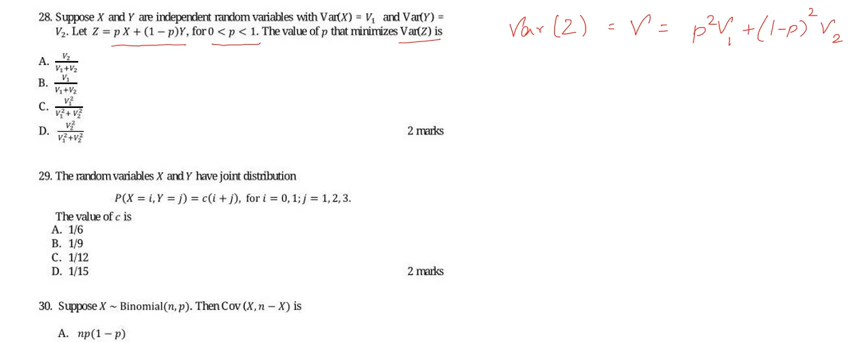 28. Suppose X and Y are independent random variables with Var(X) = V₁ and Var(Y) =
V₂. Let Z = p X + (1 − p)Y, for 0 < p < 1. The value of p that minimizes Var(Z) is
A. V₂/(V₁+V₂)
B. V₁/(V₁+V₂)
C. V₁²/(V₁²+V₂²)
D. V₂²/(V₁²+V₂²)
2 marks
Var(2) = V = p²V₁ + (1-p)²V₂
29. The random variables X and Y have joint distribution
P(X = i, Y = j) = c(i + j), for i = 0, 1; j = 1, 2, 3.
The value of c is
A. 1/6
B. 1/9
C. 1/12
D. 1/15
2 marks
30. Suppose X ~ Binomial(n, p). Then Cov (X, n − X) is
A. np(1 − p)